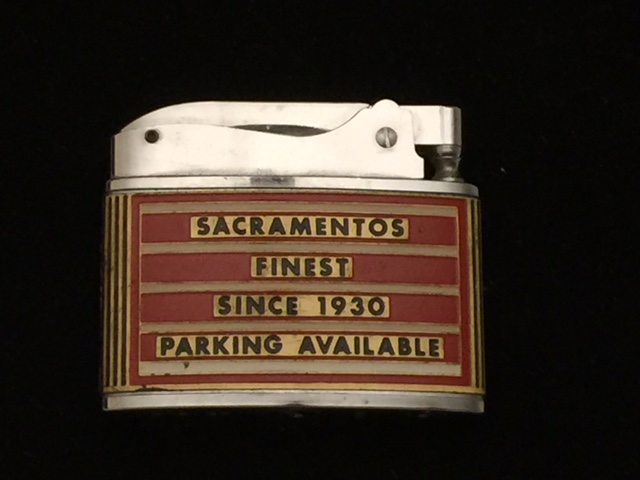 SACRAMENTOS
FINEST
SINCE 1930
PARKING AVAILABLE